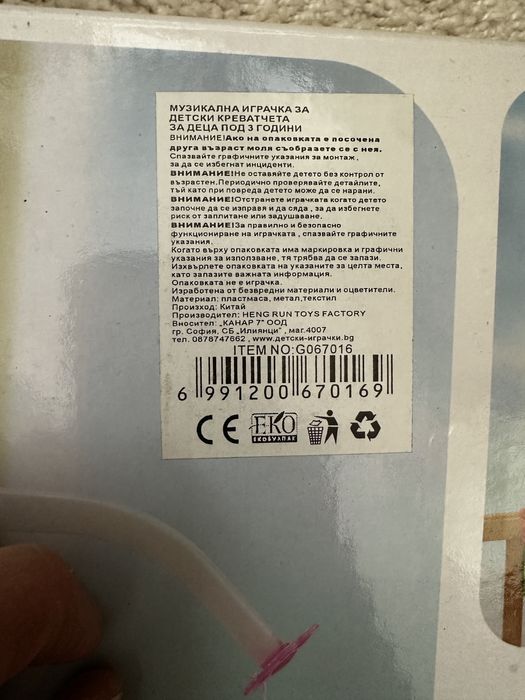 МУЗИКАЛНА ИГРАЧКА ЗА
ДЕТСКИ КРЕВАТЧЕТА
ЗА ДЕЦА ПОД 3 ГОДИНИ
ВНИМАНИЕ!Ако на опаковката е посочена
друга възраст моля съобразете се с нея.
Спазвайте графичните указания за монтаж ,
за да се избегнат инциденти.
ВНИМАНИЕ!Не оставяйте детето без контрол от
възрастен.Периодично проверявайте детайлите,
тъй като при повреда детето може да се нарани.
ВНИМАНИЕ!Отстранете играчката когато детето
започне да се изправя и да сяда , за да избегнете
риск от заплитане или задушаване.
ВНИМАНИЕ!За правилно и безопасно
функциониране на играчката , спазвайте графичните
указания.
Когато върху опаковката има маркировка и графични
указания за използване, тя трябва да се запази.
Изхвърлете опаковката на указаните за целта места,
като запазите важната информация.
Опаковката не е играчка.
Изработена от безвредни материали и оцветители.
Материал: пластмаса, метал,текстил
Произход: Китай
Производител: HENG RUN TOYS FACTORY
Вносител: „КАНАР 7" ООД
гр. София, СБ „Илиянци" , маг.4007
тел. 0878747662 , www.детски-играчки.bg
ITEM NO:G067016
6 991200 670169
CE ЕКО
ЕКОБУЛПАК